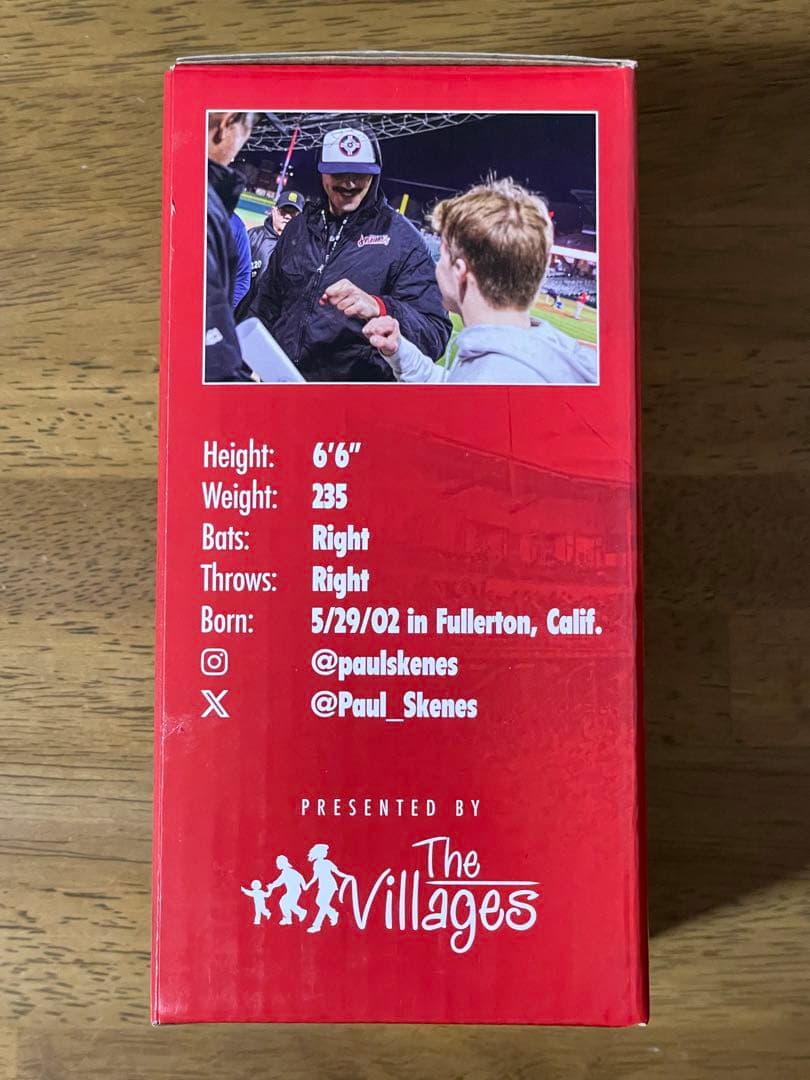 Height: 6'6"
Weight: 235
Bats: Right
Throws: Right
Born: 5/29/02 in Fullerton, Calif.
@paulskenes
X @Paul_Skenes
PRESENTED BY
The
Villages